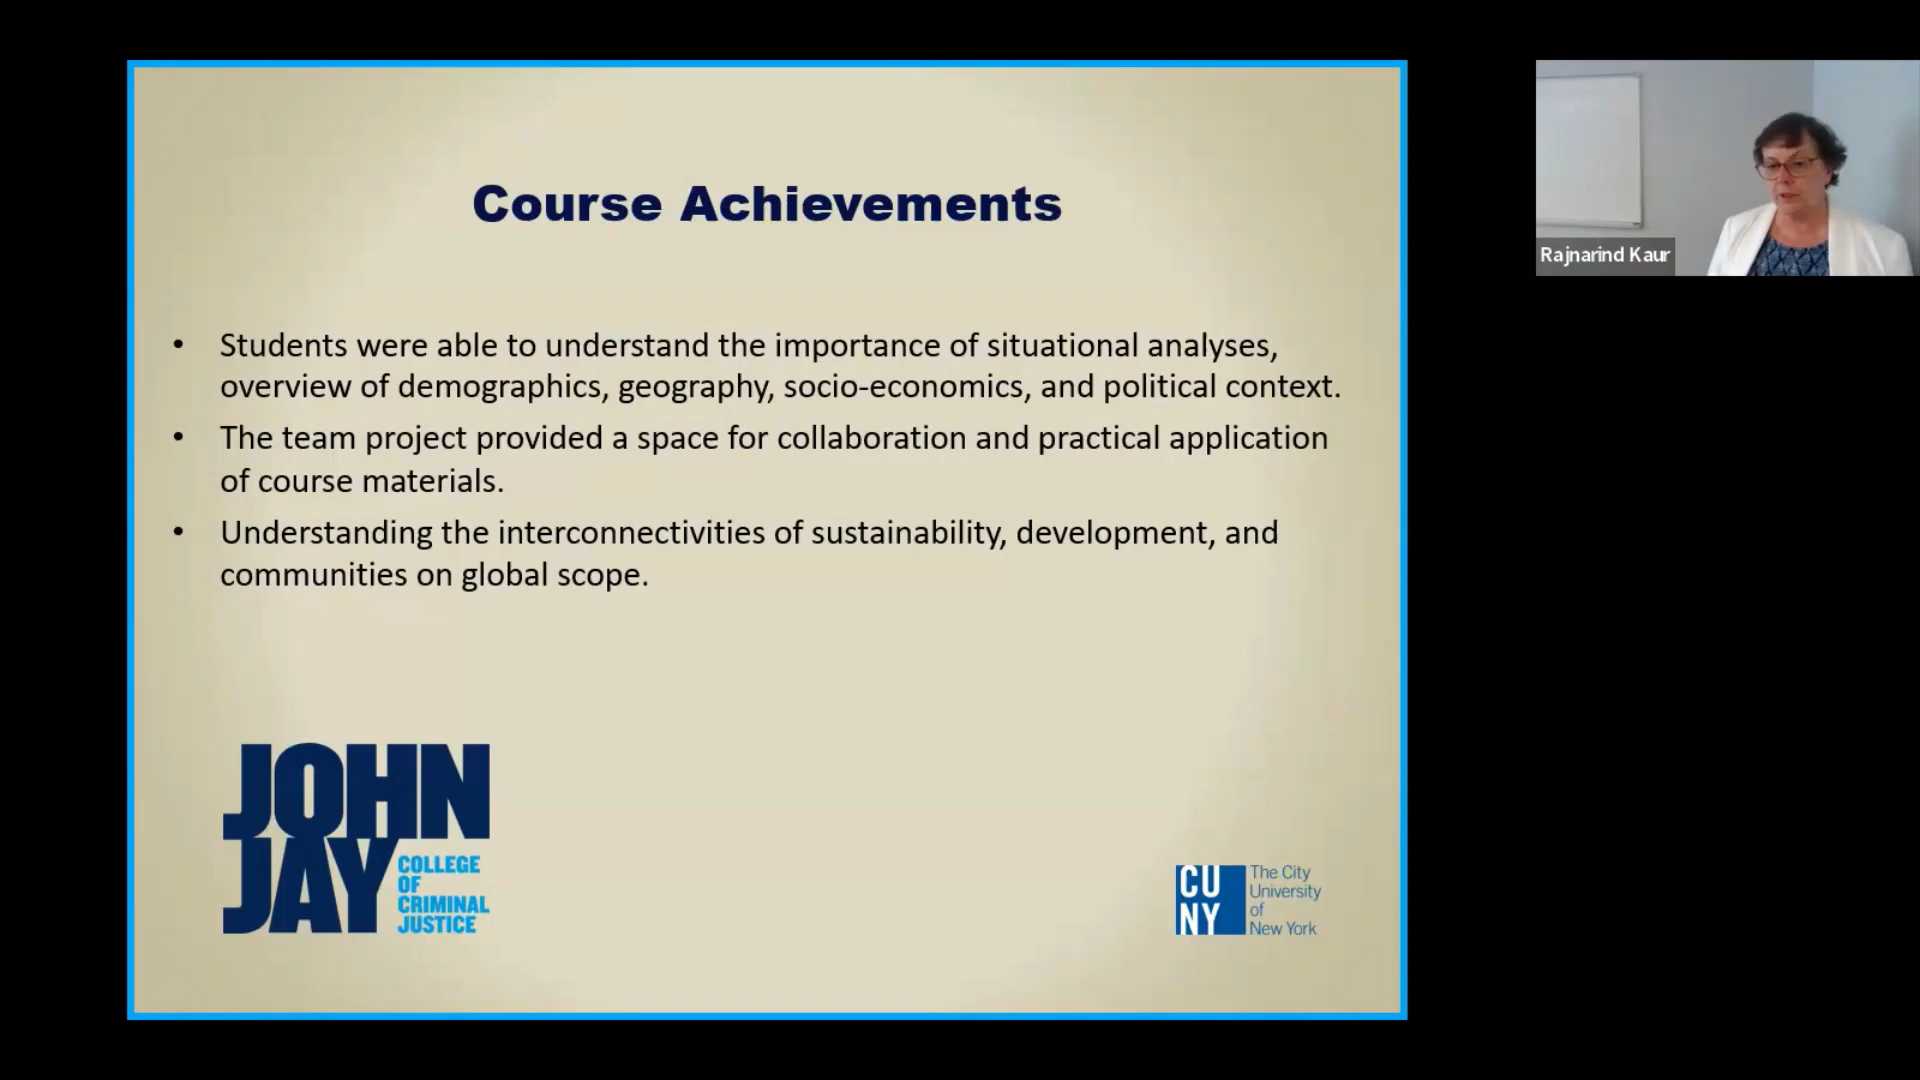 Course Achievements
• Students were able to understand the importance of situational analyses,
overview of demographics, geography, socio-economics, and political context.
• The team project provided a space for collaboration and practical application
of course materials.
• Understanding the interconnectivities of sustainability, development, and
communities on global scope.
JOHN
JAY
COLLEGE
OF
CRIMINAL
JUSTICE
CU
NY
The City
University
of
New York
Rajnarind Kaur